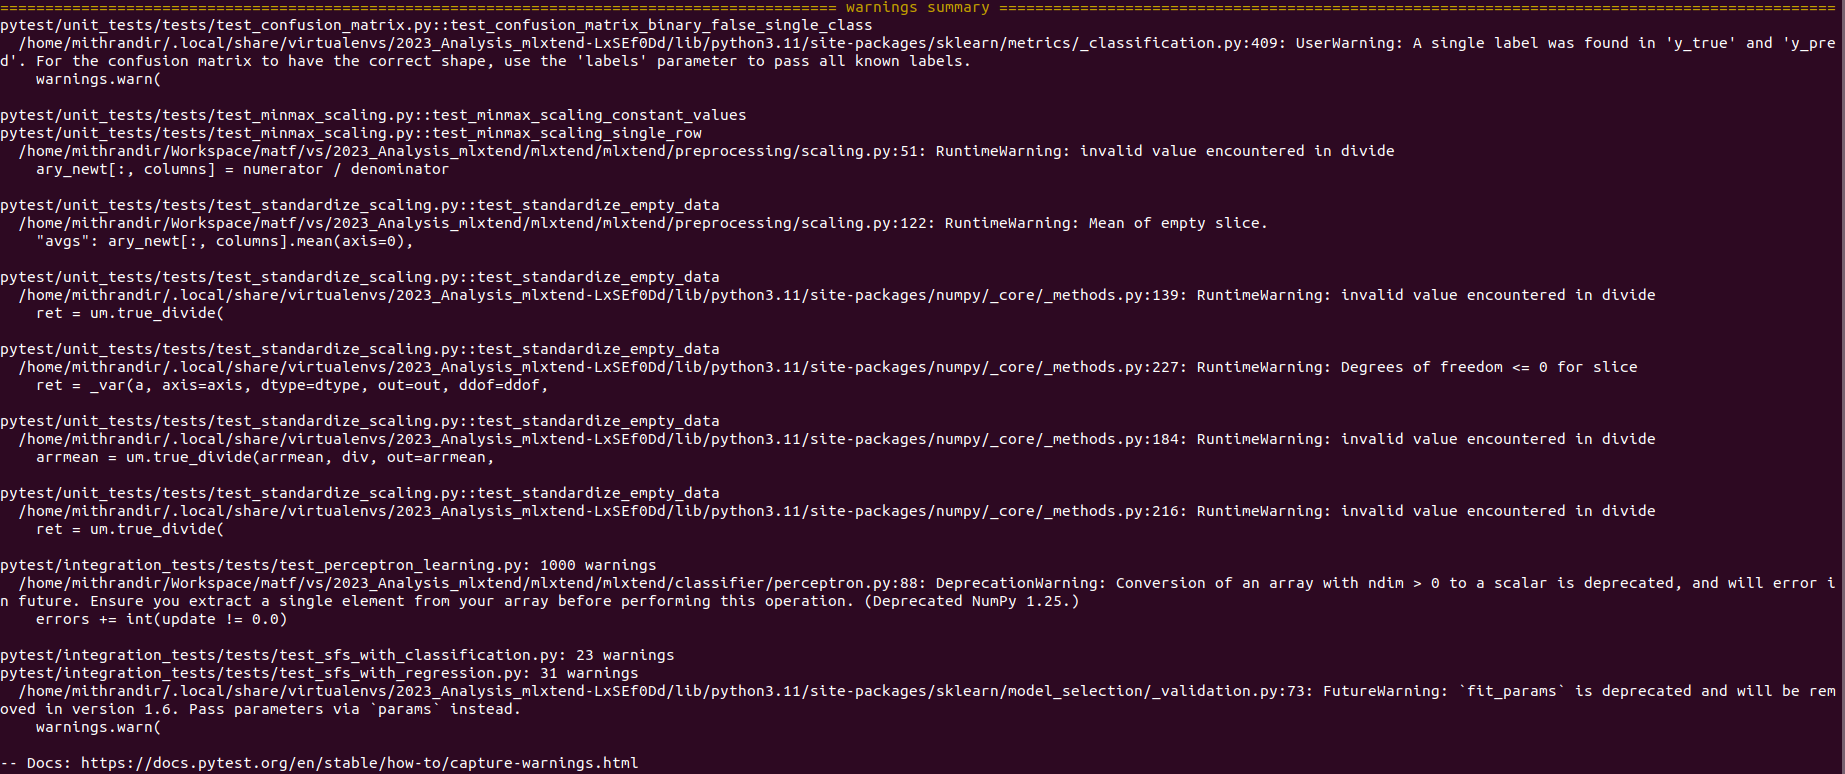 ============================================================================================= warnings summary =============================================================================================
pytest/unit_tests/tests/test_confusion_matrix.py::test_confusion_matrix_binary_false_single_class
  /home/mithrandir/.local/share/virtualenvs/2023_Analysis_mlxtend-LxSEf0Dd/lib/python3.11/site-packages/sklearn/metrics/_classification.py:409: UserWarning: A single label was found in 'y_true' and 'y_pre
d'. For the confusion matrix to have the correct shape, use the 'labels' parameter to pass all known labels.
    warnings.warn(

pytest/unit_tests/tests/test_minmax_scaling.py::test_minmax_scaling_constant_values
pytest/unit_tests/tests/test_minmax_scaling.py::test_minmax_scaling_single_row
  /home/mithrandir/Workspace/matf/vs/2023_Analysis_mlxtend/mlxtend/mlxtend/preprocessing/scaling.py:51: RuntimeWarning: invalid value encountered in divide
    ary_newt[:, columns] = numerator / denominator

pytest/unit_tests/tests/test_standardize_scaling.py::test_standardize_empty_data
  /home/mithrandir/Workspace/matf/vs/2023_Analysis_mlxtend/mlxtend/mlxtend/preprocessing/scaling.py:122: RuntimeWarning: Mean of empty slice.
    "avgs": ary_newt[:, columns].mean(axis=0),

pytest/unit_tests/tests/test_standardize_scaling.py::test_standardize_empty_data
  /home/mithrandir/.local/share/virtualenvs/2023_Analysis_mlxtend-LxSEf0Dd/lib/python3.11/site-packages/numpy/_core/_methods.py:139: RuntimeWarning: invalid value encountered in divide
    ret = um.true_divide(

pytest/unit_tests/tests/test_standardize_scaling.py::test_standardize_empty_data
  /home/mithrandir/.local/share/virtualenvs/2023_Analysis_mlxtend-LxSEf0Dd/lib/python3.11/site-packages/numpy/_core/_methods.py:227: RuntimeWarning: Degrees of freedom <= 0 for slice
    ret = _var(a, axis=axis, dtype=dtype, out=out, ddof=ddof,

pytest/unit_tests/tests/test_standardize_scaling.py::test_standardize_empty_data
  /home/mithrandir/.local/share/virtualenvs/2023_Analysis_mlxtend-LxSEf0Dd/lib/python3.11/site-packages/numpy/_core/_methods.py:184: RuntimeWarning: invalid value encountered in divide
    arrmean = um.true_divide(arrmean, div, out=arrmean,

pytest/unit_tests/tests/test_standardize_scaling.py::test_standardize_empty_data
  /home/mithrandir/.local/share/virtualenvs/2023_Analysis_mlxtend-LxSEf0Dd/lib/python3.11/site-packages/numpy/_core/_methods.py:216: RuntimeWarning: invalid value encountered in divide
    ret = um.true_divide(

pytest/integration_tests/tests/test_perceptron_learning.py: 1000 warnings
  /home/mithrandir/Workspace/matf/vs/2023_Analysis_mlxtend/mlxtend/mlxtend/classifier/perceptron.py:88: DeprecationWarning: Conversion of an array with ndim > 0 to a scalar is deprecated, and will error i
n future. Ensure you extract a single element from your array before performing this operation. (Deprecated NumPy 1.25.)
    errors += int(update != 0.0)

pytest/integration_tests/tests/test_sfs_with_classification.py: 23 warnings
pytest/integration_tests/tests/test_sfs_with_regression.py: 31 warnings
  /home/mithrandir/.local/share/virtualenvs/2023_Analysis_mlxtend-LxSEf0Dd/lib/python3.11/site-packages/sklearn/model_selection/_validation.py:73: FutureWarning: `fit_params` is deprecated and will be rem
oved in version 1.6. Pass parameters via `params` instead.
    warnings.warn(

-- Docs: https://docs.pytest.org/en/stable/how-to/capture-warnings.html